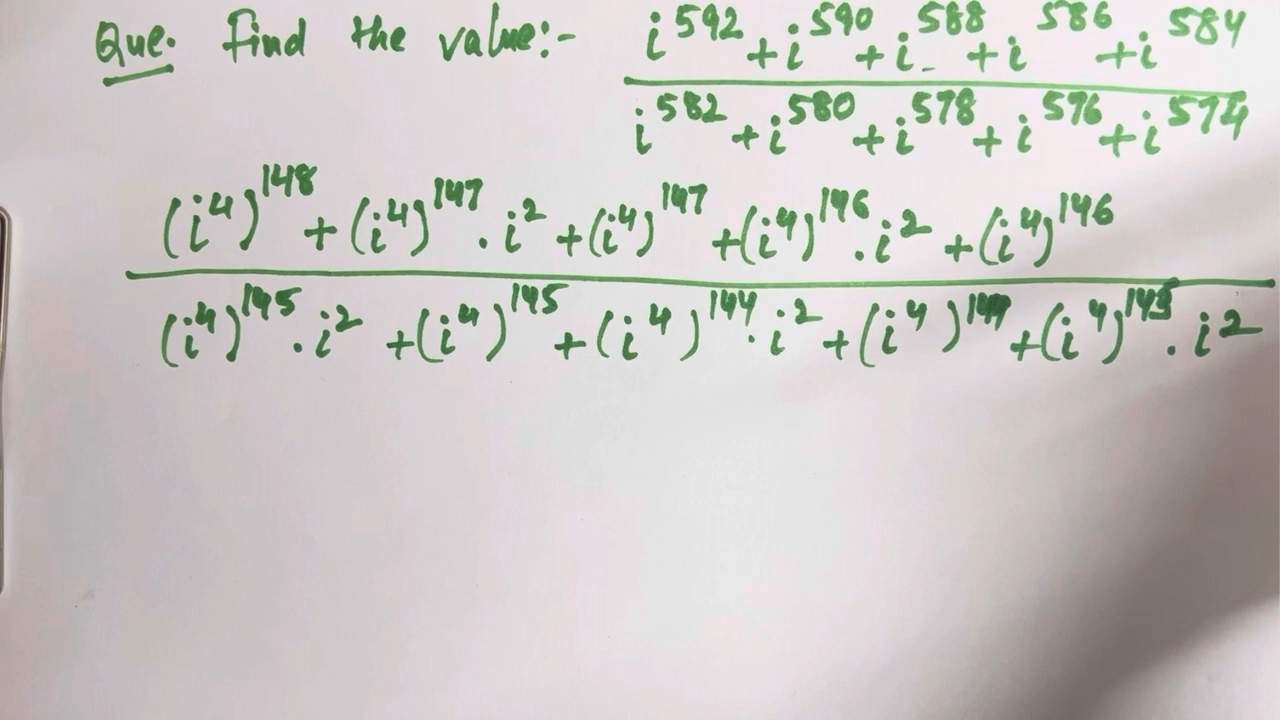 Que. find the value:- i^592 + i^590 + i^588 + i^586 + i^584
i^582 + i^580 + i^578 + i^576 + i^574
(i^4)^148 + (i^4)^147 . i^2 + (i^4)^147 + (i^4)^146 . i^2 + (i^4)^146
(i^4)^145 . i^2 + (i^4)^145 + (i^4)^144 . i^2 + (i^4)^144 + (i^4)^143 . i^2